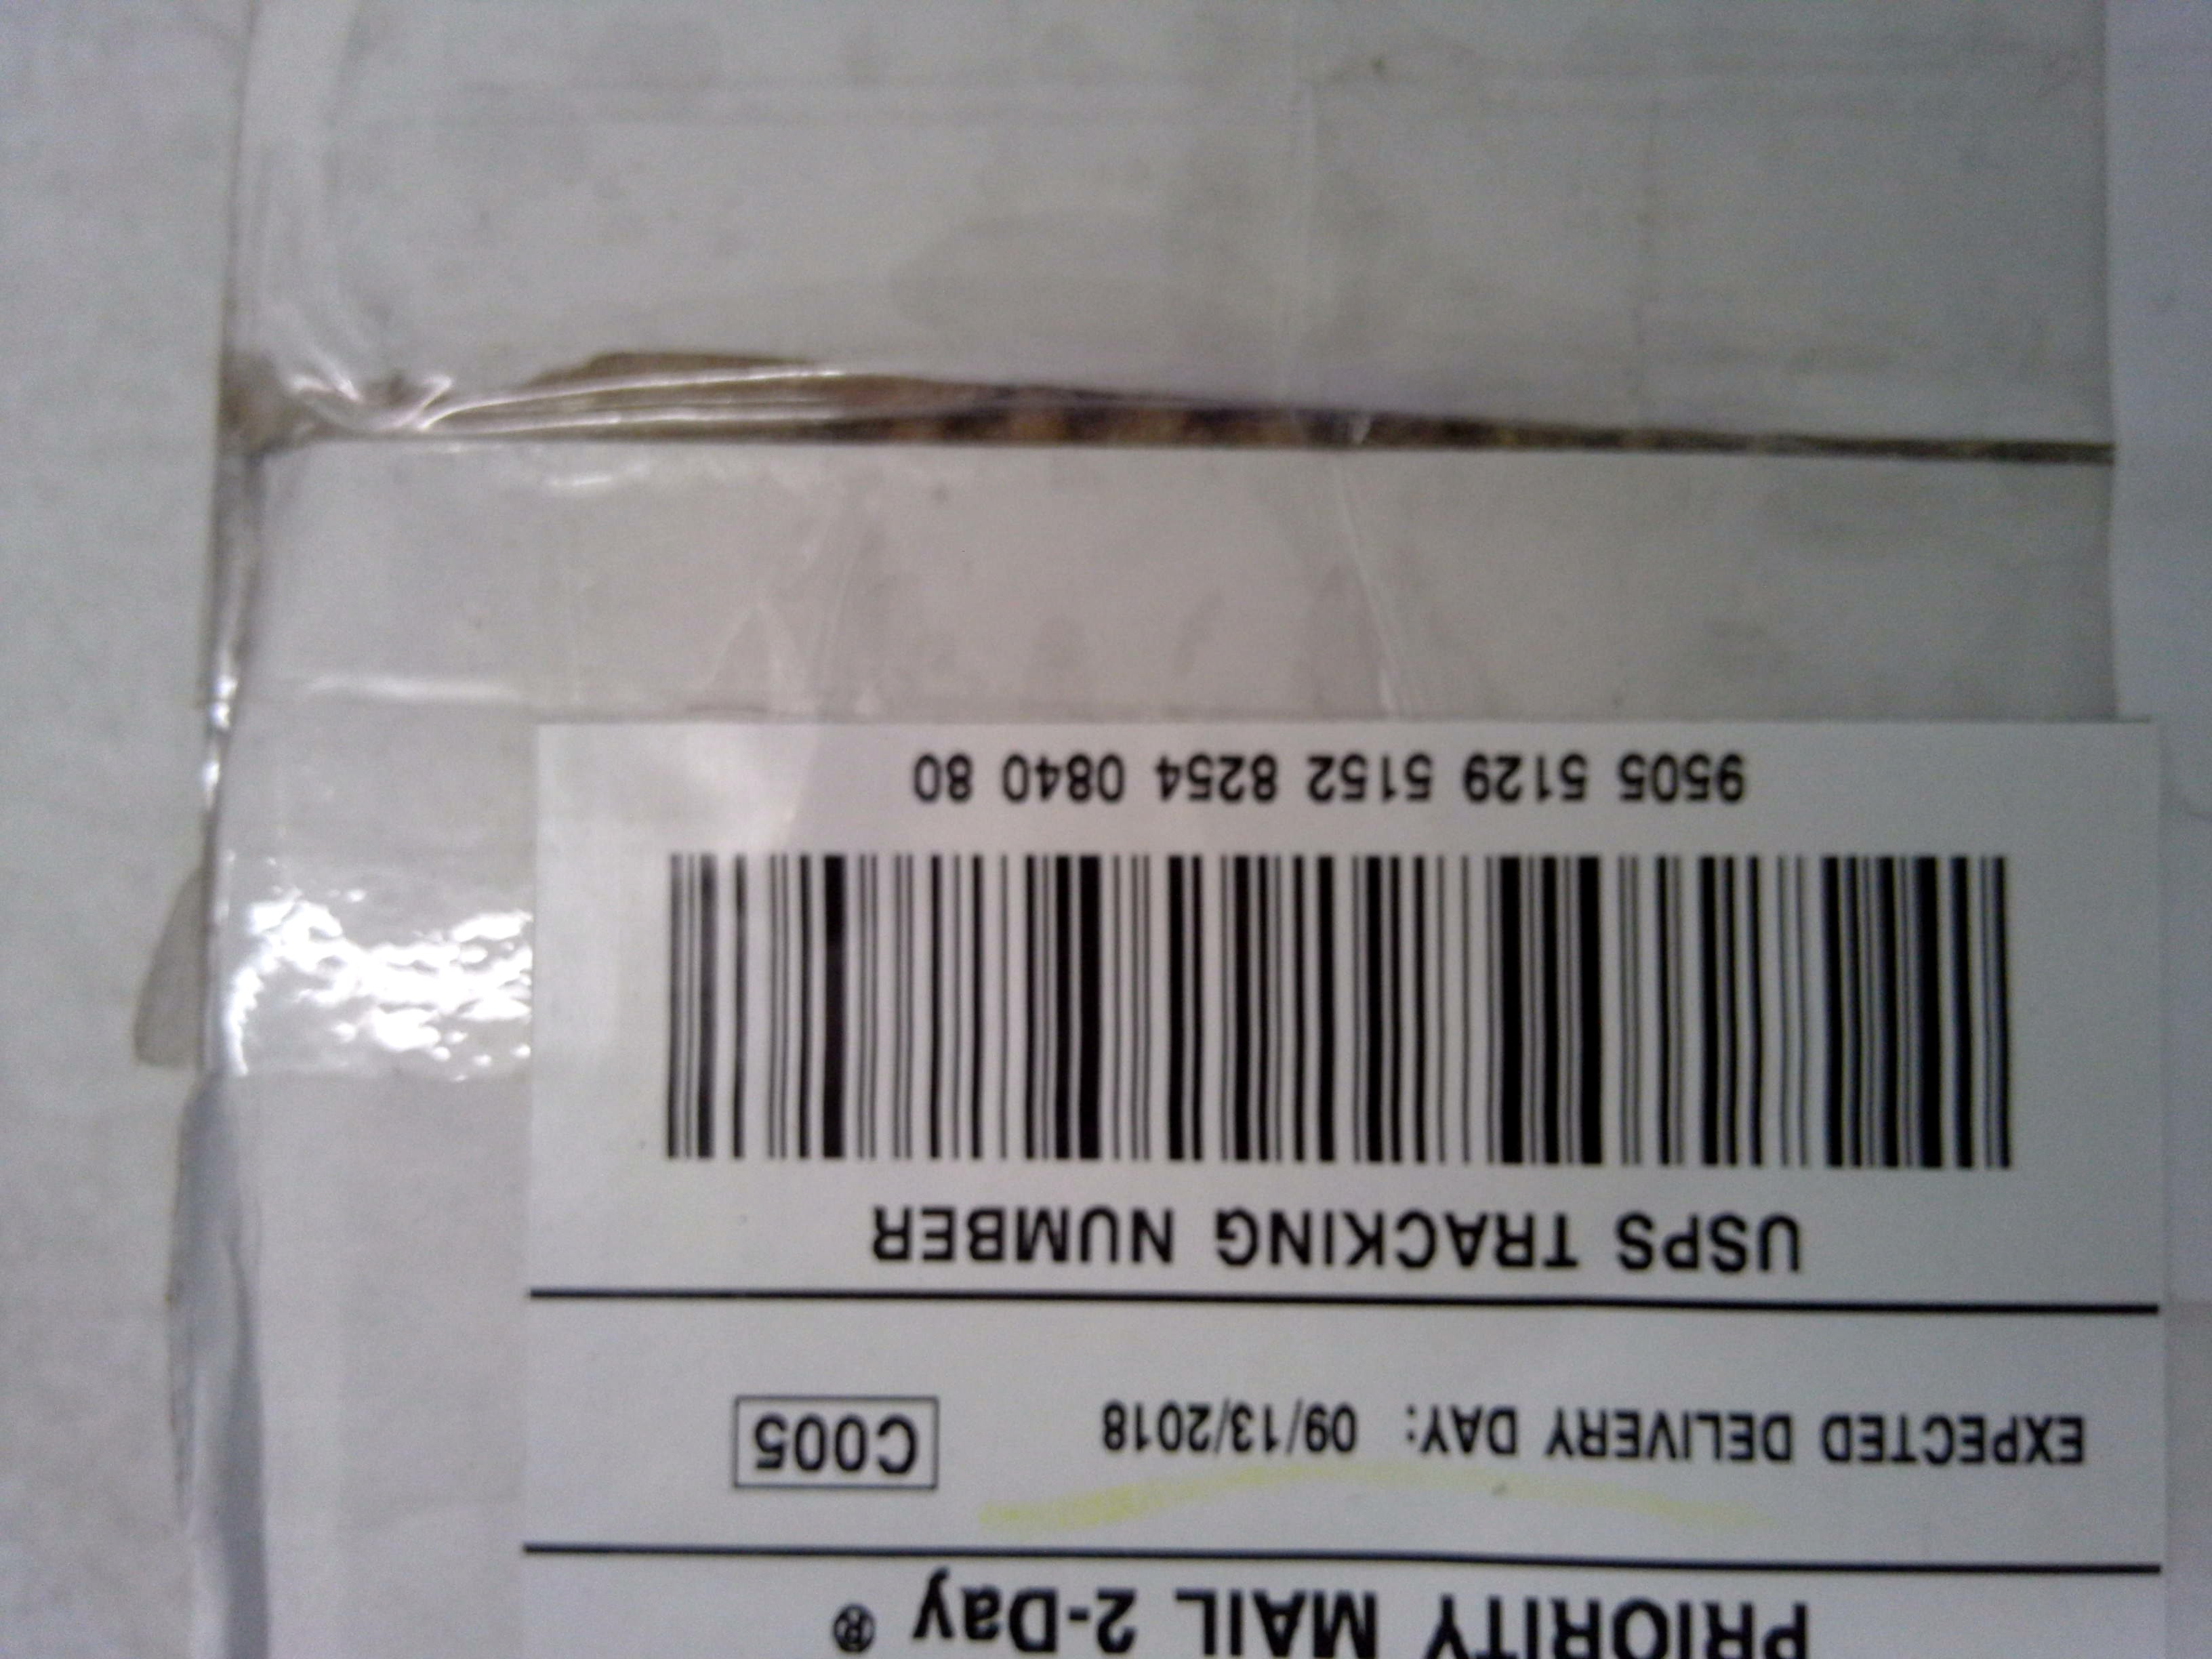 PRIORITY MAIL 2-Day ®
EXPECTED DELIVERY DAY: 09/13/2018
C005
USPS TRACKING NUMBER
9505 5129 5152 8254 0840 80